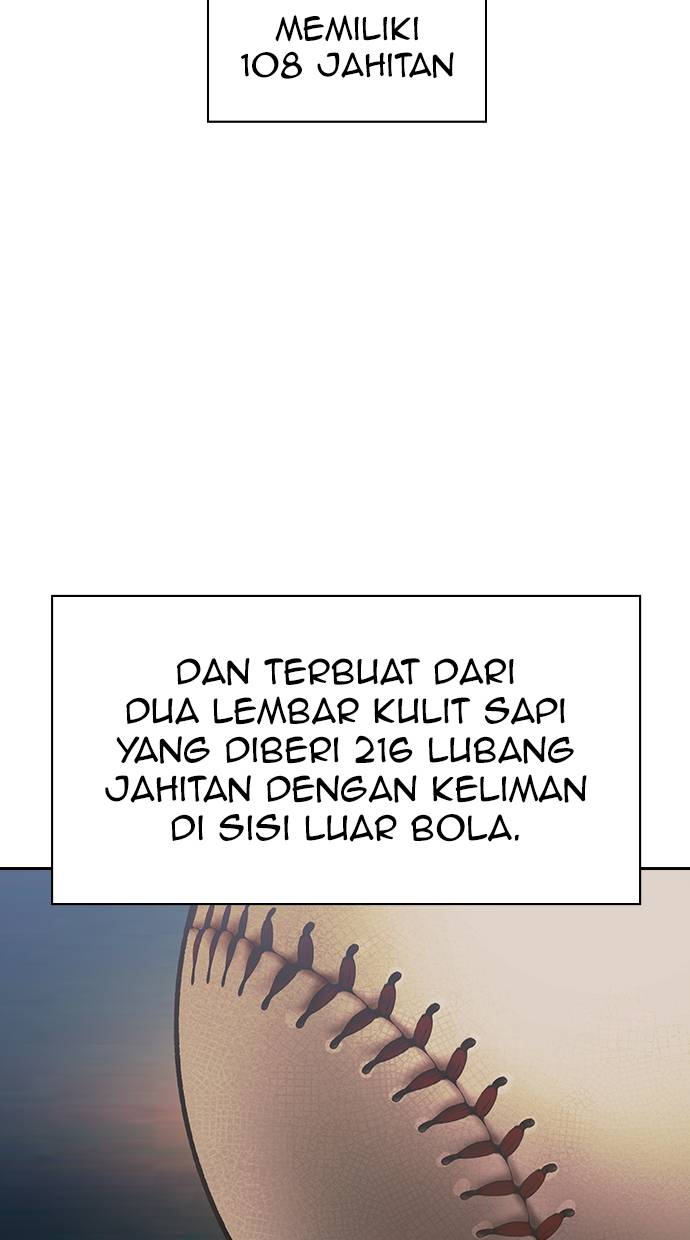 MEMILIKI
108 JAHITAN
DAN TERBUAT DARI
DUA LEMBAR KULIT SAPI
YANG DIBERI 216 LUBANG
JAHITAN DENGAN KELIMAN
DI SISI LUAR BOLA.